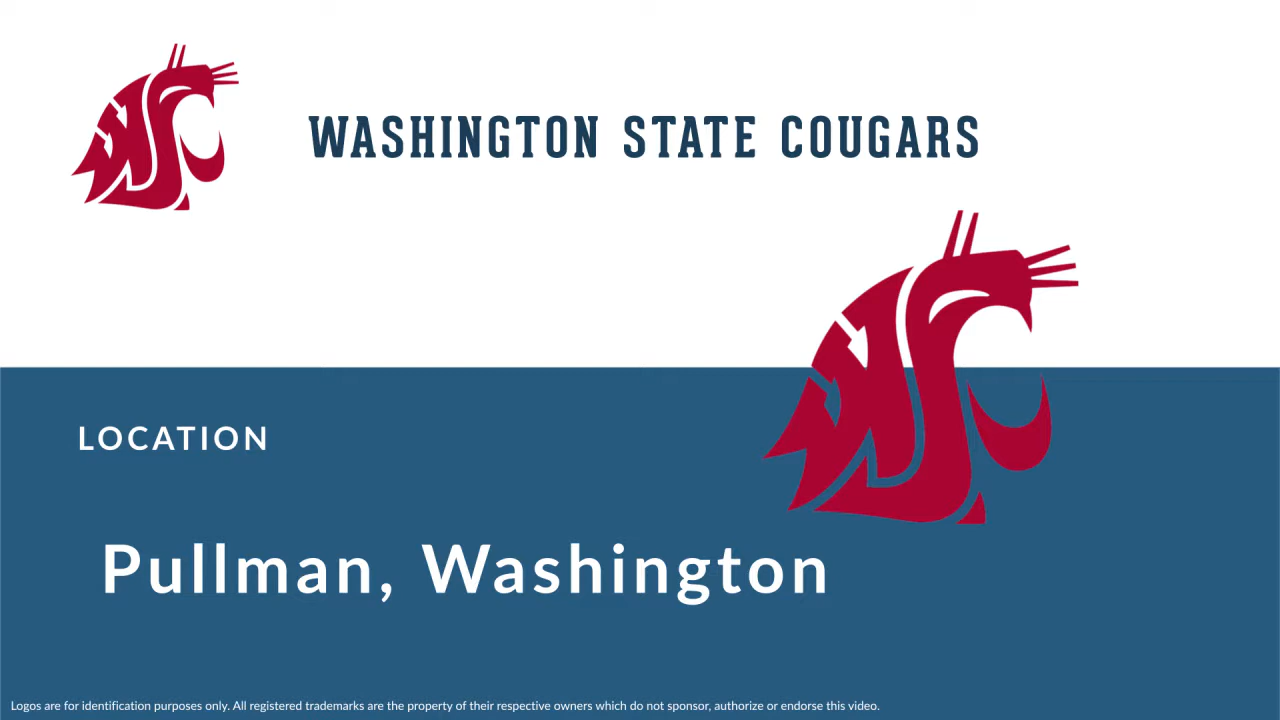 WASHINGTON STATE COUGARS
LOCATION
Pullman, Washington
Logos are for identification purposes only. All registered trademarks are the property of their respective owners which do not sponsor, authorize or endorse this video.